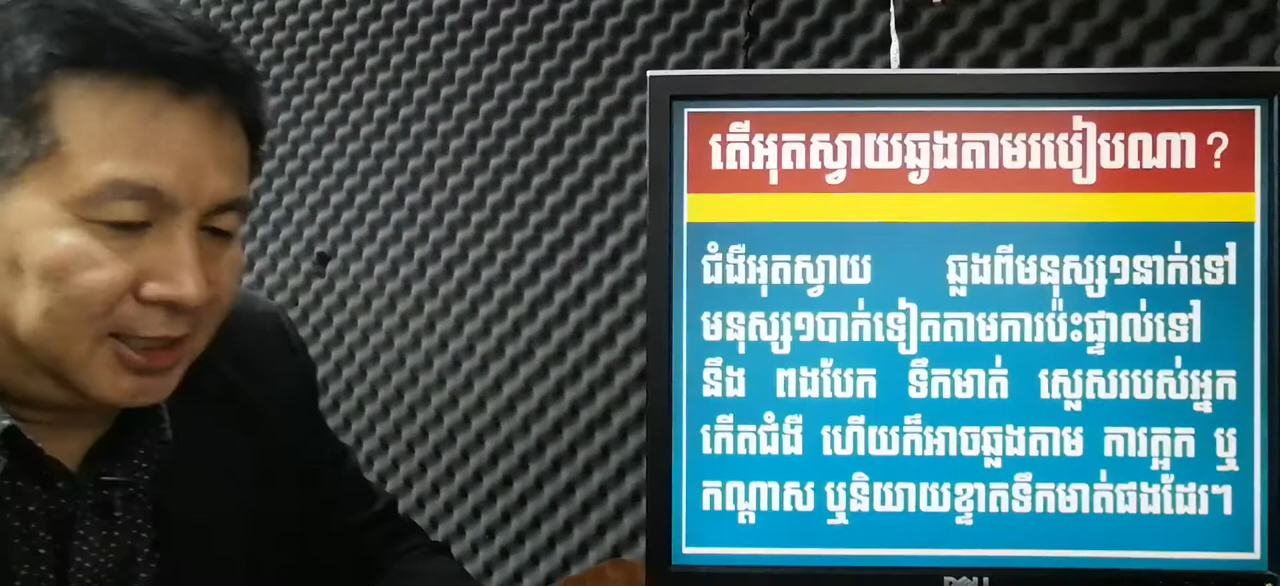 តើអុតស្វាយឆ្ងងតាមរបៀបណា?
ជំងឺអុតស្វាយ ឆ្លងពីមនុស្ស១នាក់ទៅ
មនុស្ស១បាក់ទៀតតាមការប៉ះផ្ទាល់ទៅ
នឹង ពងបែក ទឹកមាត់ ស្លេសរបស់អ្នក
កើតជំងឺ ហើយក៏អាចឆ្លងតាម ការក្អក ឬ
កណ្តាស ឬនិយាយខ្ទាតទឹកមាត់ផងដែរៗ